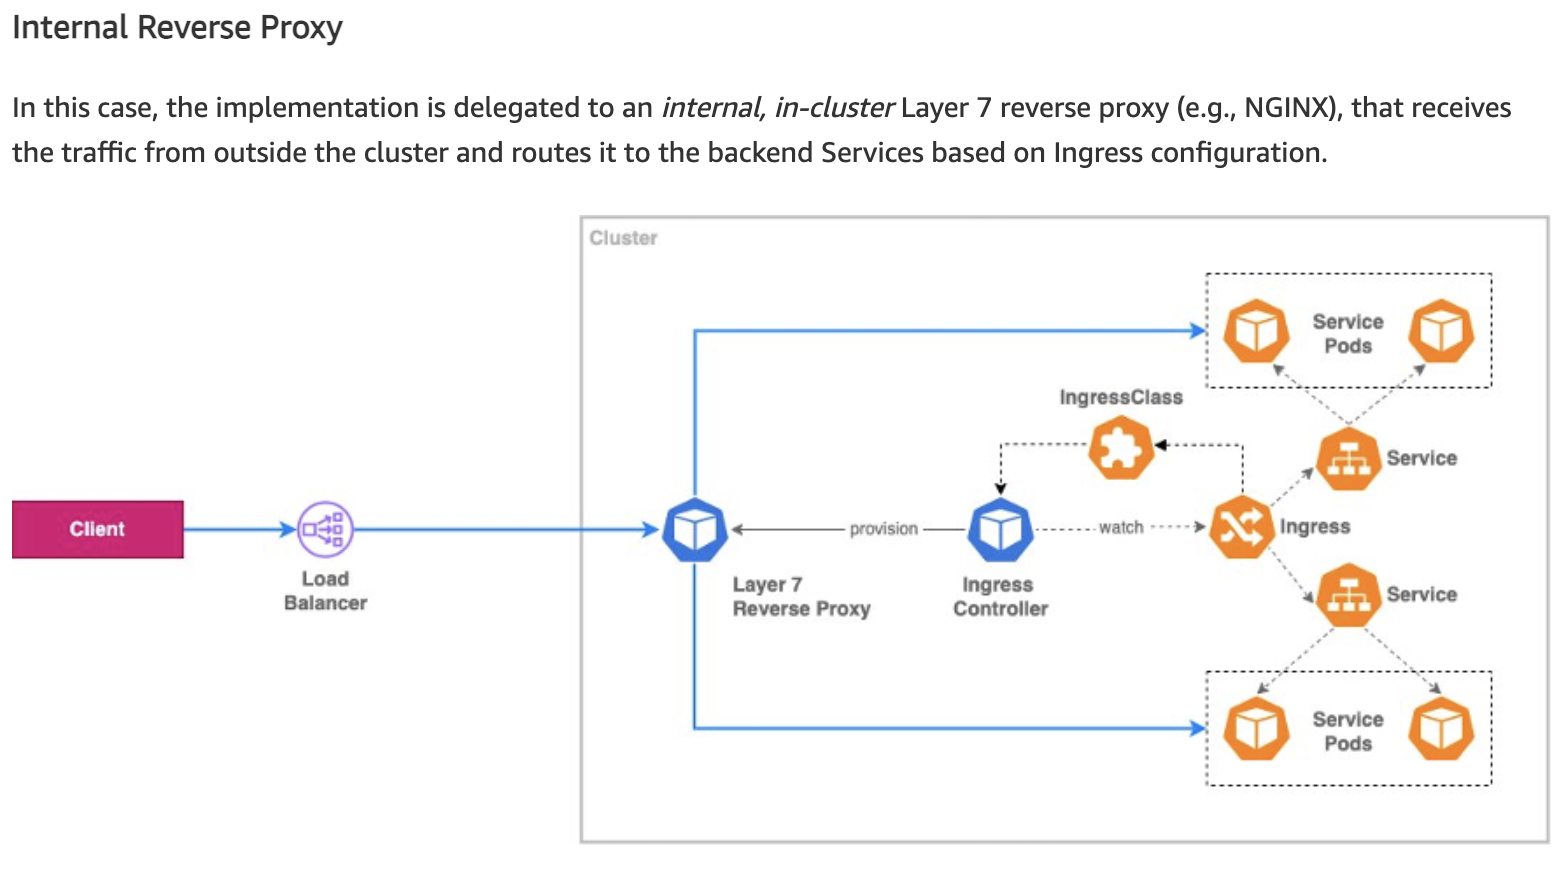 Internal Reverse Proxy
In this case, the implementation is delegated to an internal, in-cluster Layer 7 reverse proxy (e.g., NGINX), that receives
the traffic from outside the cluster and routes it to the backend Services based on Ingress configuration.
Cluster
Service
Pods
IngressClass
Service
Client
provision
watch
Ingress
Load
Balancer
Layer 7
Reverse Proxy
Ingress
Controller
Service
Service
Pods